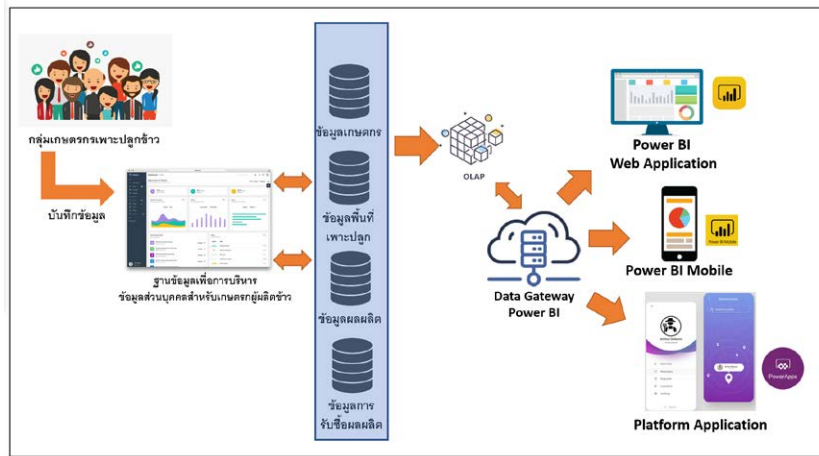 กลุ่มเกษตรกรเพาะปลูกข้าว
บันทึกข้อมูล
ฐานข้อมูลเพื่อการบริหาร
ข้อมูลส่วนบุคคลสำหรับเกษตรกผู้ผลิตข้าว
ข้อมูลเกษตกร
ข้อมูลพื้นที่
เพาะปลูก
ข้อมูลผลผลิต
ข้อมูลการ
รับซื้อผลผลิต
OLAP
Data Gateway
Power BI
Power BI
Web Application
Power BI Mobile
Power BI Mobile
PowerApps
Platform Application